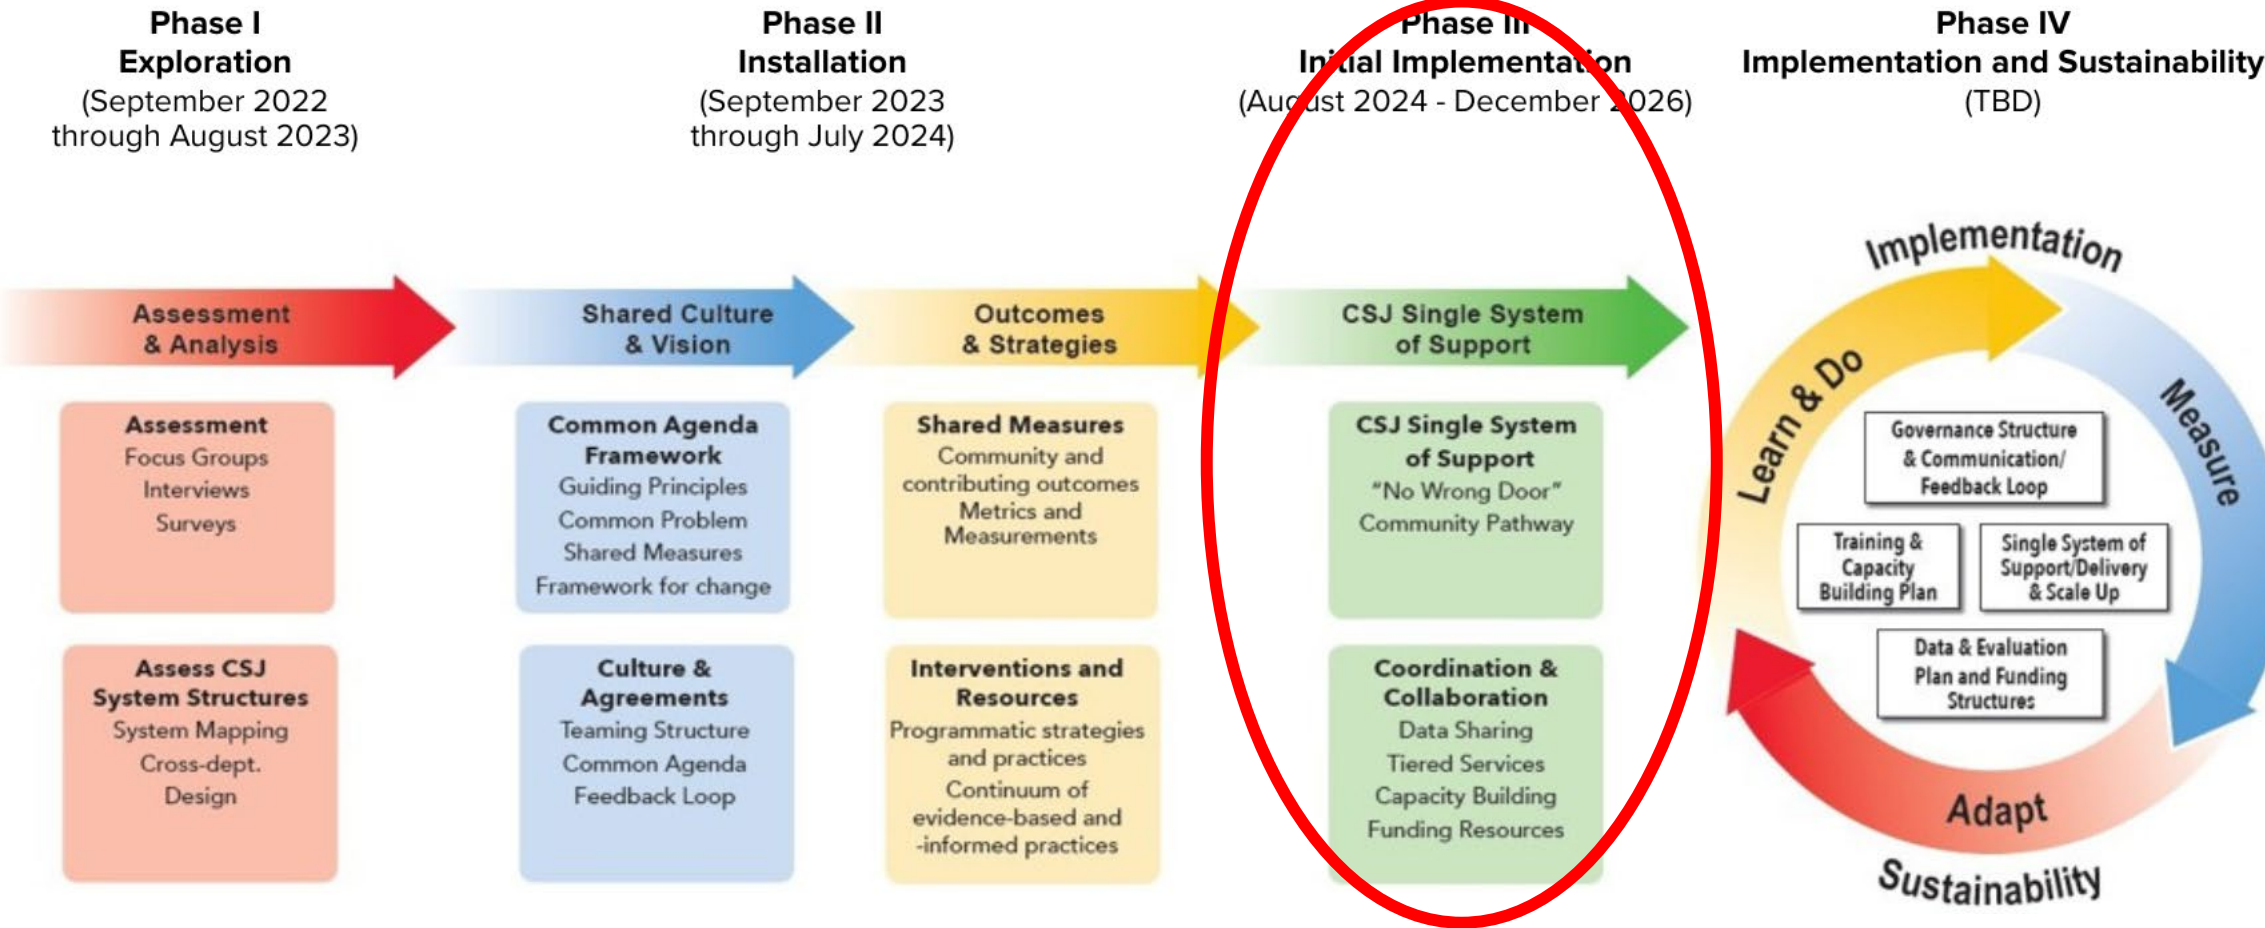 Phase I
Exploration
(September 2022
through August 2023)
Phase II
Installation
(September 2023
through July 2024)
Phase III
Initial Implementation
(August 2024 - December 2026)
Phase IV
Implementation and Sustainability
(TBD)
Assessment
& Analysis
Shared Culture
& Vision
Outcomes
& Strategies
CSJ Single System
of Support
Assessment
Focus Groups
Interviews
Surveys
Assess CSJ
System Structures
System Mapping
Cross-dept.
Design
Common Agenda
Framework
Guiding Principles
Common Problem
Shared Measures
Framework for change
Culture &
Agreements
Teaming Structure
Common Agenda
Feedback Loop
Shared Measures
Community and
contributing outcomes
Metrics and
Measurements
Interventions and
Resources
Programmatic strategies
and practices
Continuum of
evidence-based and
-informed practices
CSJ Single System
of Support
“No Wrong Door”
Community Pathway
Coordination &
Collaboration
Data Sharing
Tiered Services
Capacity Building
Funding Resources
Implementation
Learn & Do
Measure
Governance Structure
& Communication/
Feedback Loop
Training &
Capacity
Building Plan
Single System of
Support/Delivery
& Scale Up
Data & Evaluation
Plan and Funding
Structures
Adapt
Sustainability